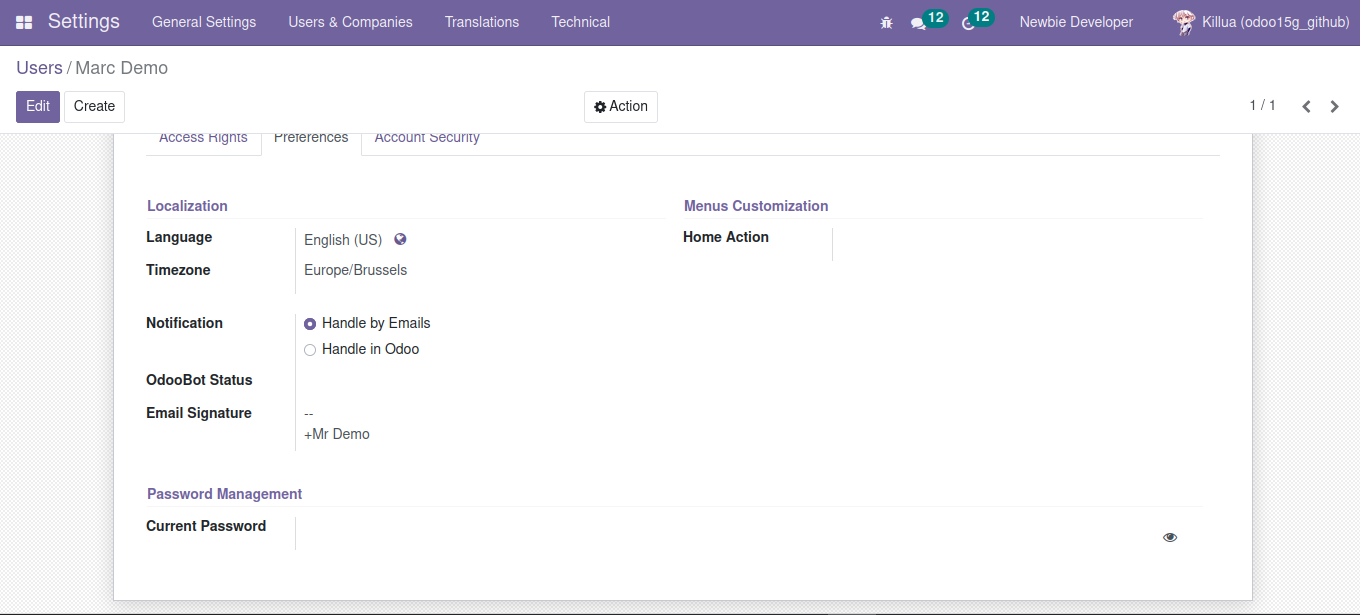 Settings General Settings Users & Companies Translations Technical 12 12 Newbie Developer Killua (odoo15g_github)
Users / Marc Demo
Edit Create Action 1 / 1
Access Rights Preferences Account Security
Localization Menus Customization
Language English (US) Home Action
Timezone Europe/Brussels
Notification Handle by Emails
Handle in Odoo
OdooBot Status
Email Signature --
+Mr Demo
Password Management
Current Password